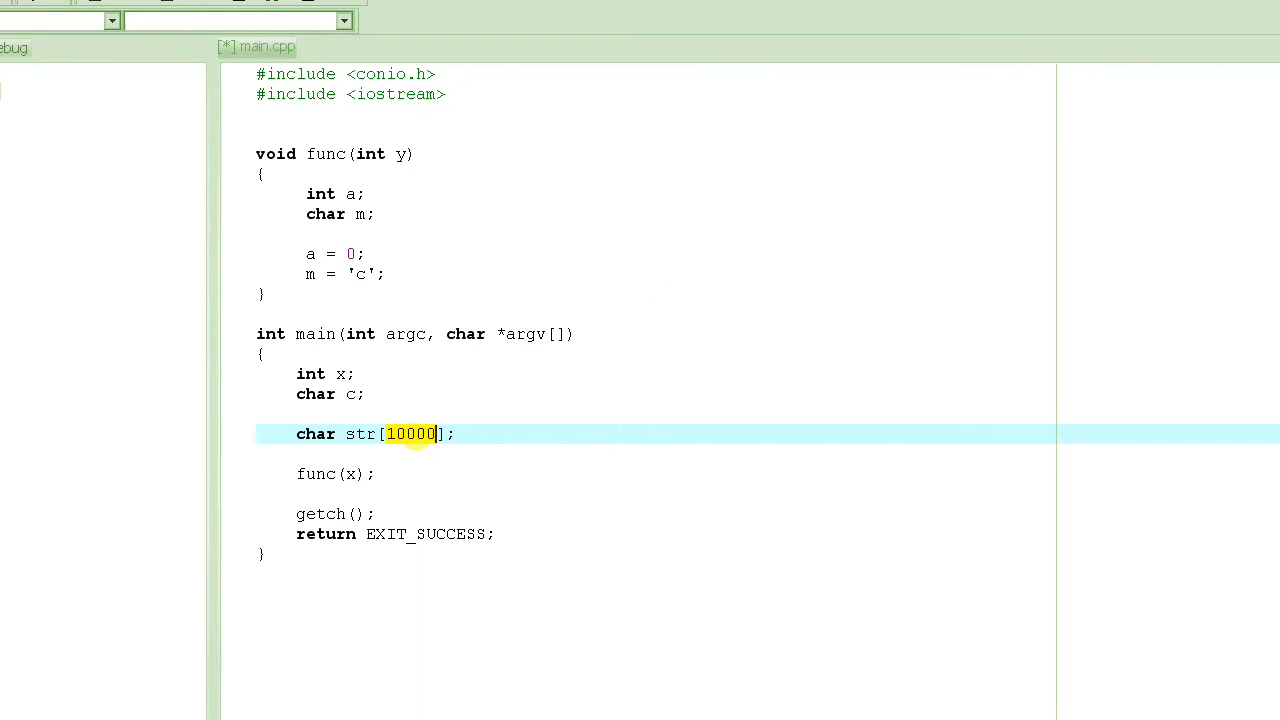 ebug
[*] main.cpp
#include <conio.h>
#include <iostream>
void func(int y)
{
int a;
char m;
a = 0;
m = 'c';
}
int main(int argc, char *argv[])
{
int x;
char c;
char str[10000];
func(x);
getch();
return EXIT_SUCCESS;
}